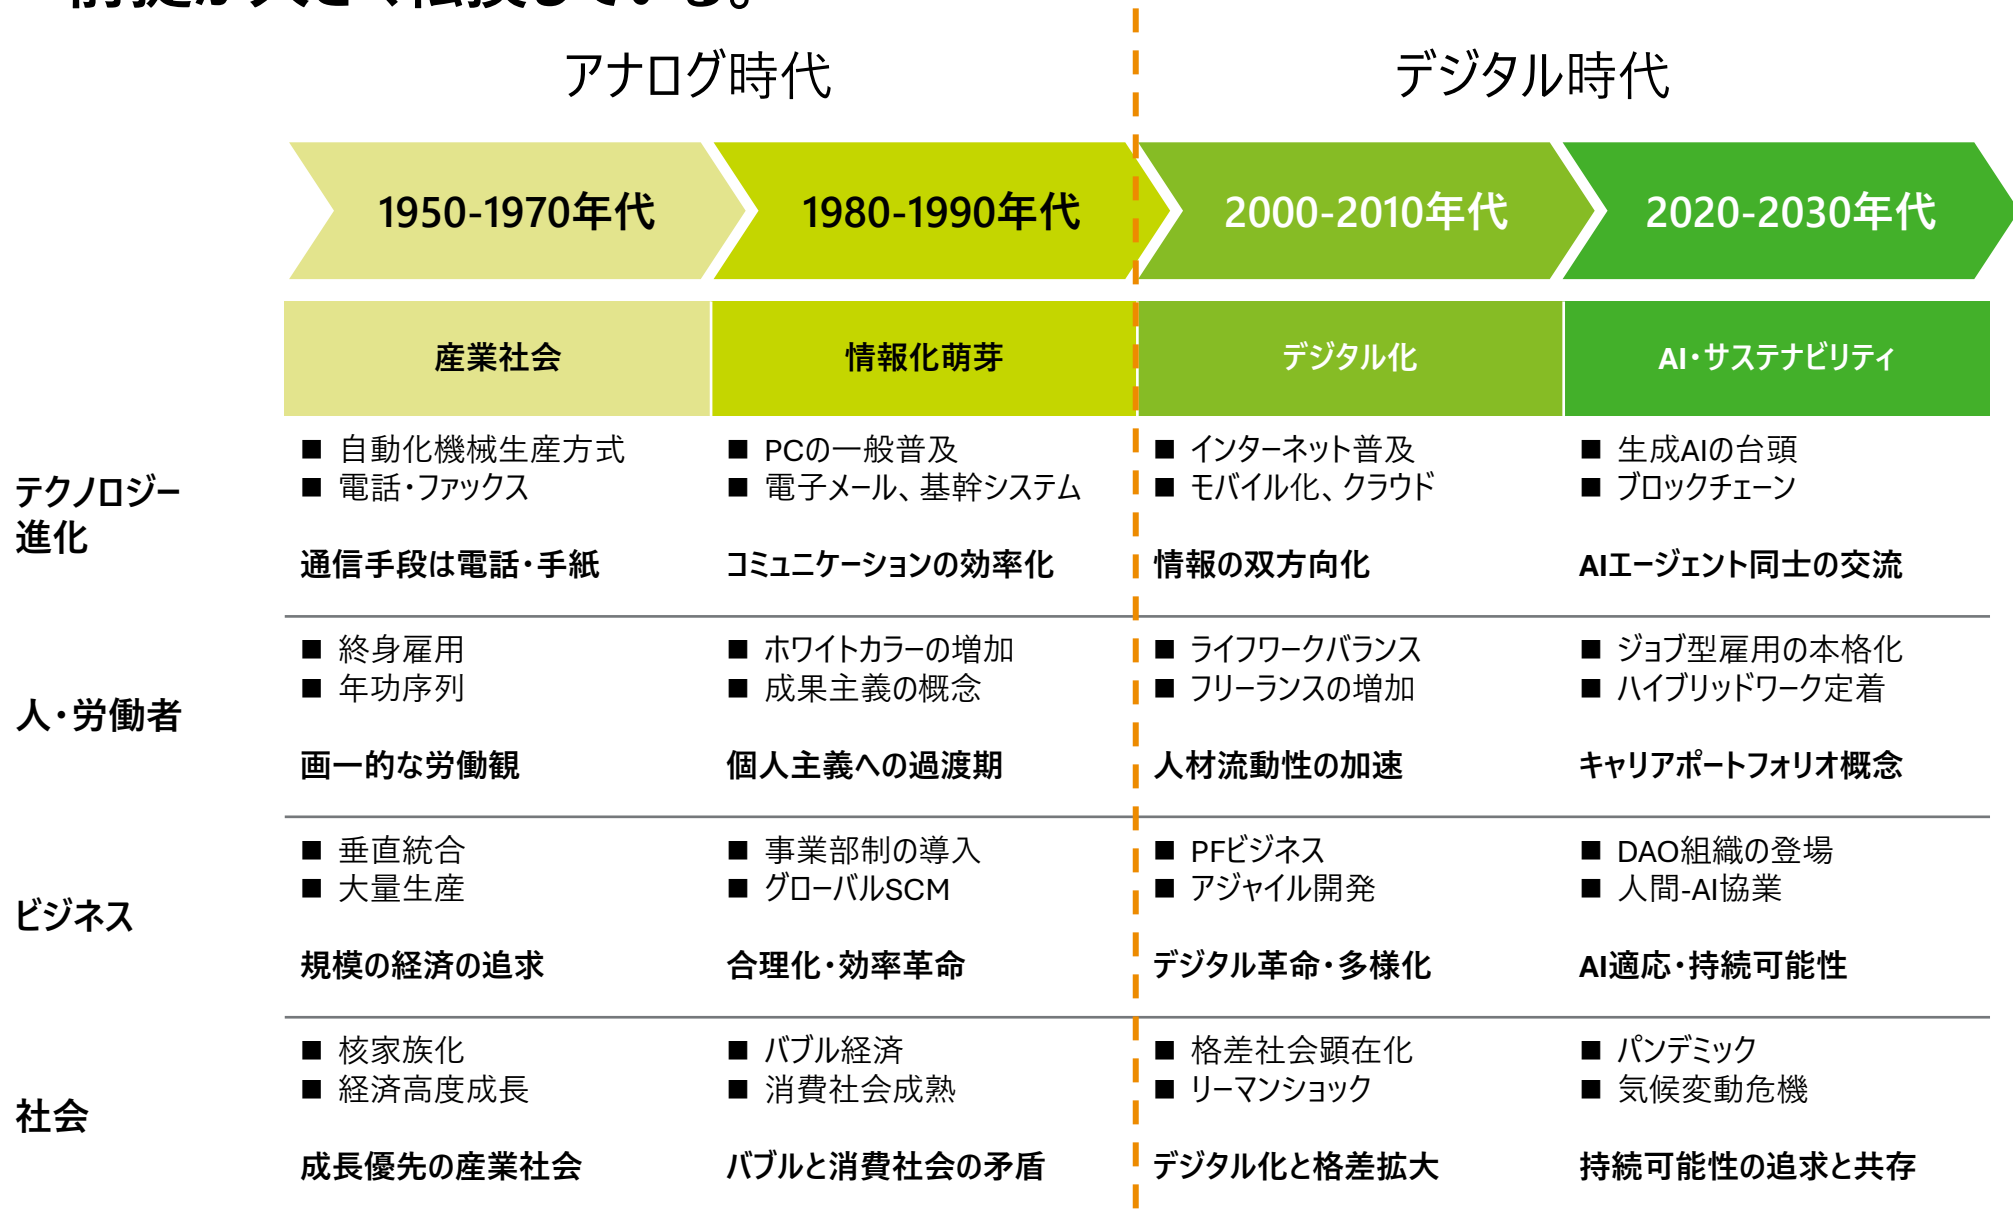 前提が大きく転換している。
アナログ時代
デジタル時代
1950-1970年代
1980-1990年代
2000-2010年代
2020-2030年代
産業社会
情報化萌芽
デジタル化
AI・サステナビリティ
テクノロジー
進化
■ 自動化機械生産方式
■ 電話・ファックス
通信手段は電話・手紙
■ PCの一般普及
■ 電子メール、基幹システム
コミュニケーションの効率化
■ インターネット普及
■ モバイル化、クラウド
情報の双方向化
■ 生成AIの台頭
■ ブロックチェーン
AIエージェント同士の交流
人・労働者
■ 終身雇用
■ 年功序列
画一的な労働観
■ ホワイトカラーの増加
■ 成果主義の概念
個人主義への過渡期
■ ライフワークバランス
■ フリーランスの増加
人材流動性の加速
■ ジョブ型雇用の本格化
■ ハイブリッドワーク定着
キャリアポートフォリオ概念
ビジネス
■ 垂直統合
■ 大量生産
規模の経済の追求
■ 事業部制の導入
■ グローバルSCM
合理化・効率革命
■ PFビジネス
■ アジャイル開発
デジタル革命・多様化
■ DAO組織の登場
■ 人間-AI協業
AI適応・持続可能性
社会
■ 核家族化
■ 経済高度成長
成長優先の産業社会
■ バブル経済
■ 消費社会成熟
バブルと消費社会の矛盾
■ 格差社会顕在化
■ リーマンショック
デジタル化と格差拡大
■ パンデミック
■ 気候変動危機
持続可能性の追求と共存